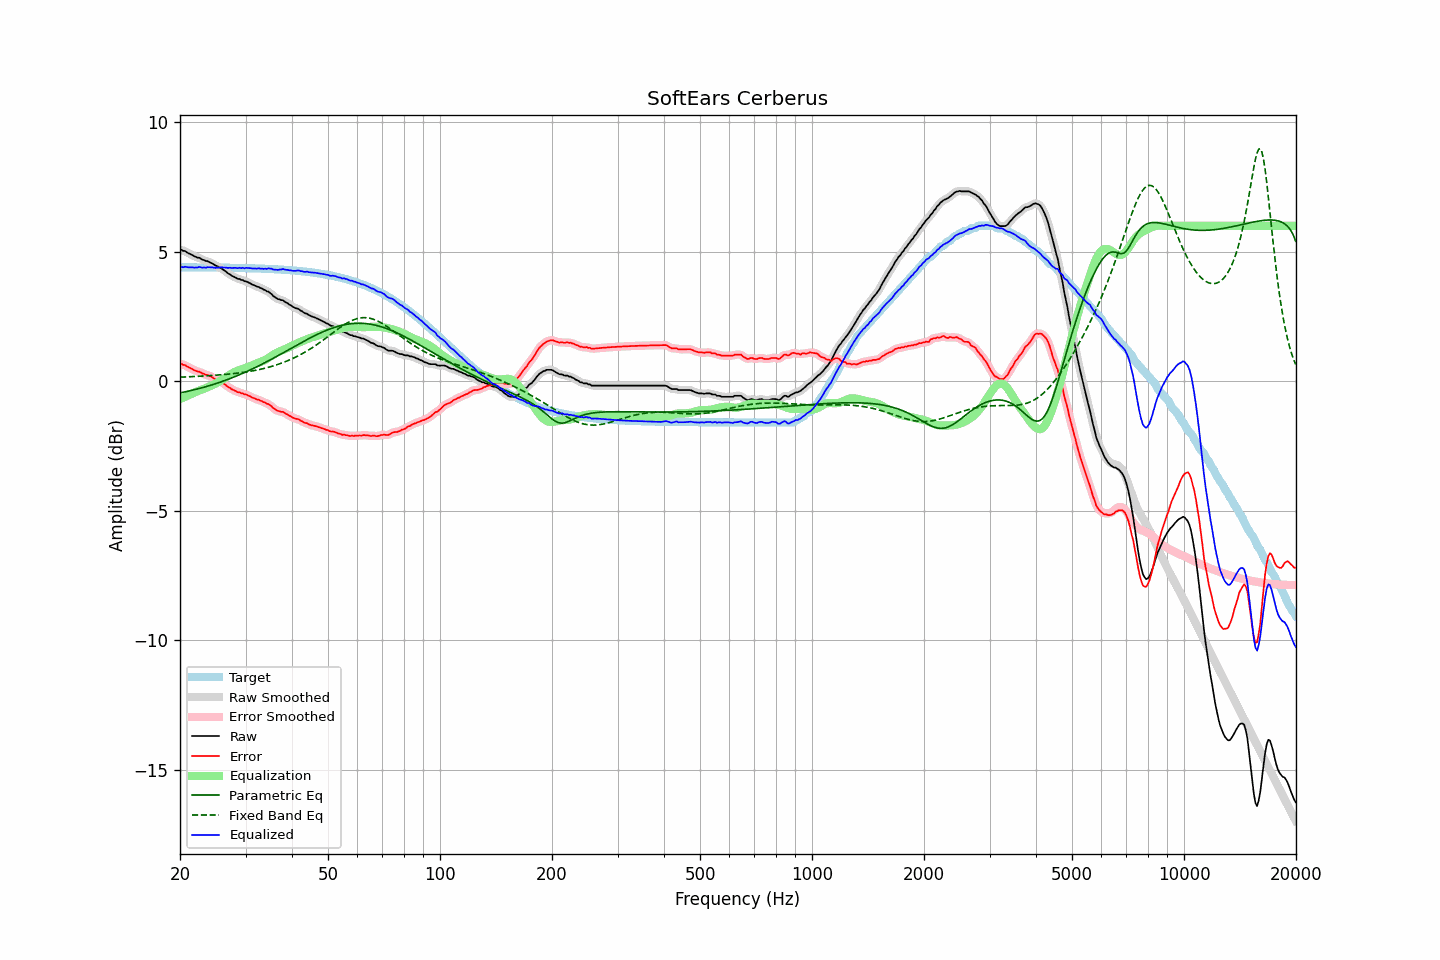 SoftEars Cerberus
Amplitude (dBr)
10
5
0
−5
−10
−15
Target
Raw Smoothed
Error Smoothed
Raw
Error
Equalization
Parametric Eq
Fixed Band Eq
Equalized
20 50 100 200 500 1000 2000 5000 10000 20000
Frequency (Hz)